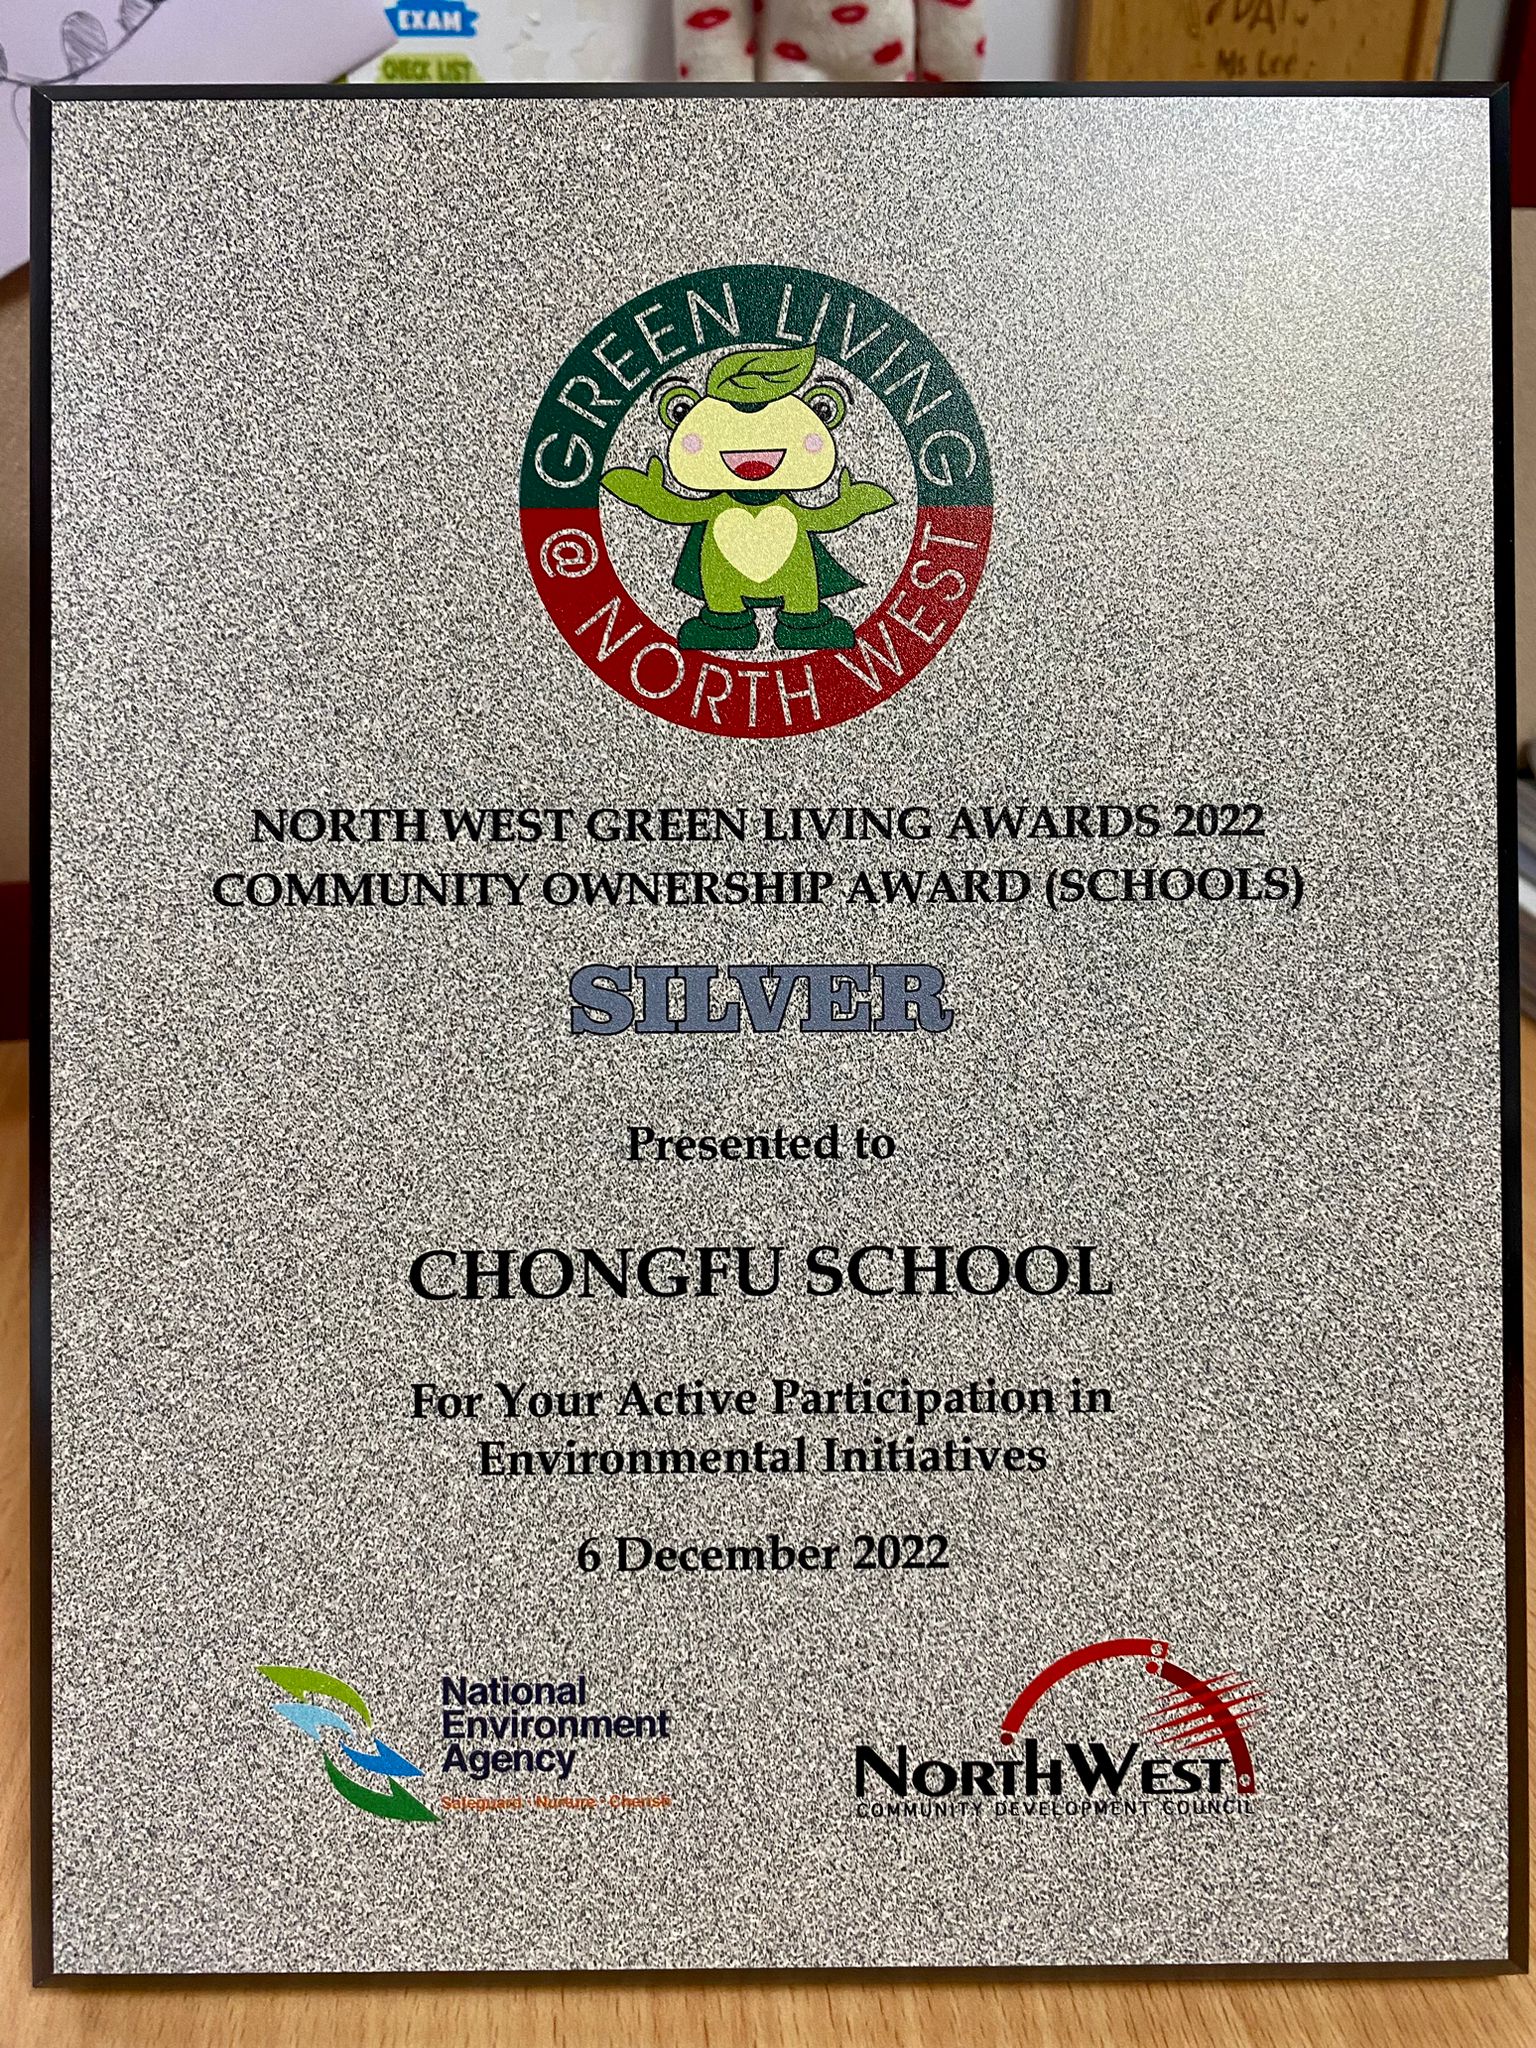 EXAM
CHECK LIST
Ms Lee
GREEN LIVING
@ NORTH WEST
NORTH WEST GREEN LIVING AWARDS 2022
COMMUNITY OWNERSHIP AWARD (SCHOOLS)
SILVER
Presented to
CHONGFU SCHOOL
For Your Active Participation in
Environmental Initiatives
6 December 2022
National
Environment
Agency
Safeguard · Nurture · Cherish
NORTH WEST
COMMUNITY DEVELOPMENT COUNCIL